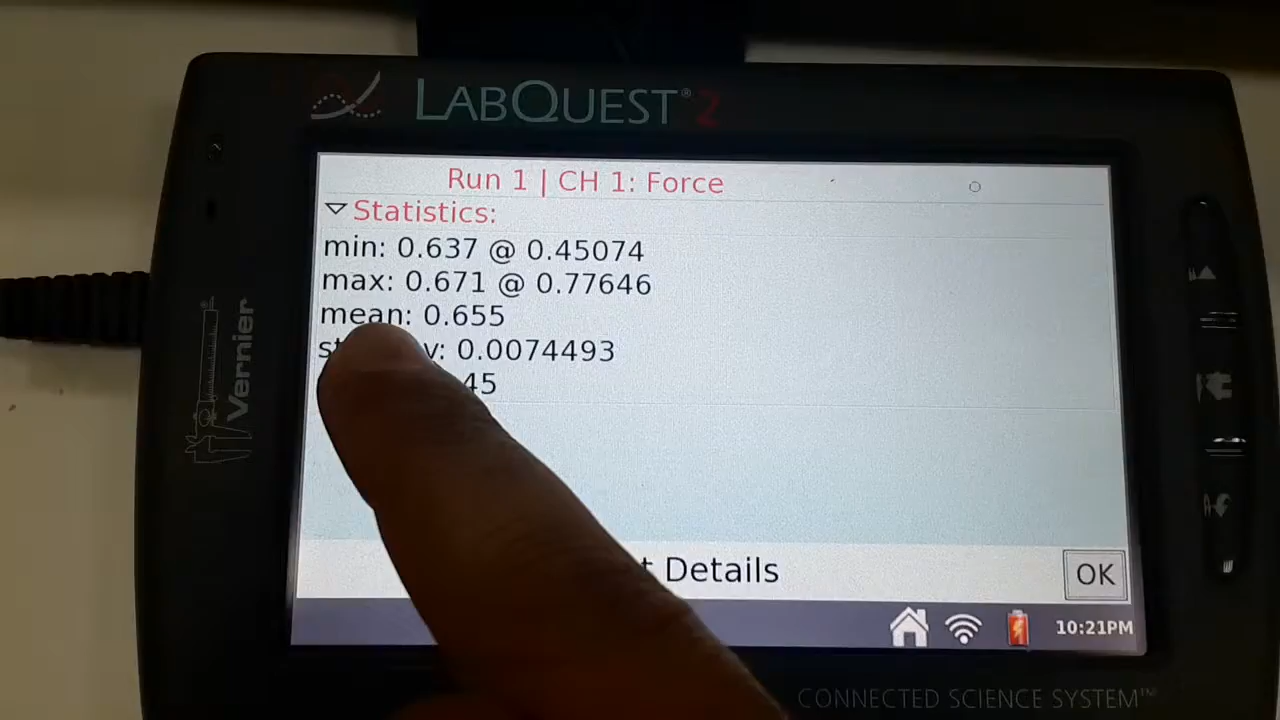 LABQUEST® 2
Run 1 | CH 1: Force
Statistics:
min: 0.637 @ 0.45074
max: 0.671 @ 0.77646
mean: 0.655
v: 0.0074493
45
Details
OK
10:21PM
Vernier
CONNECTED SCIENCE SYSTEM™